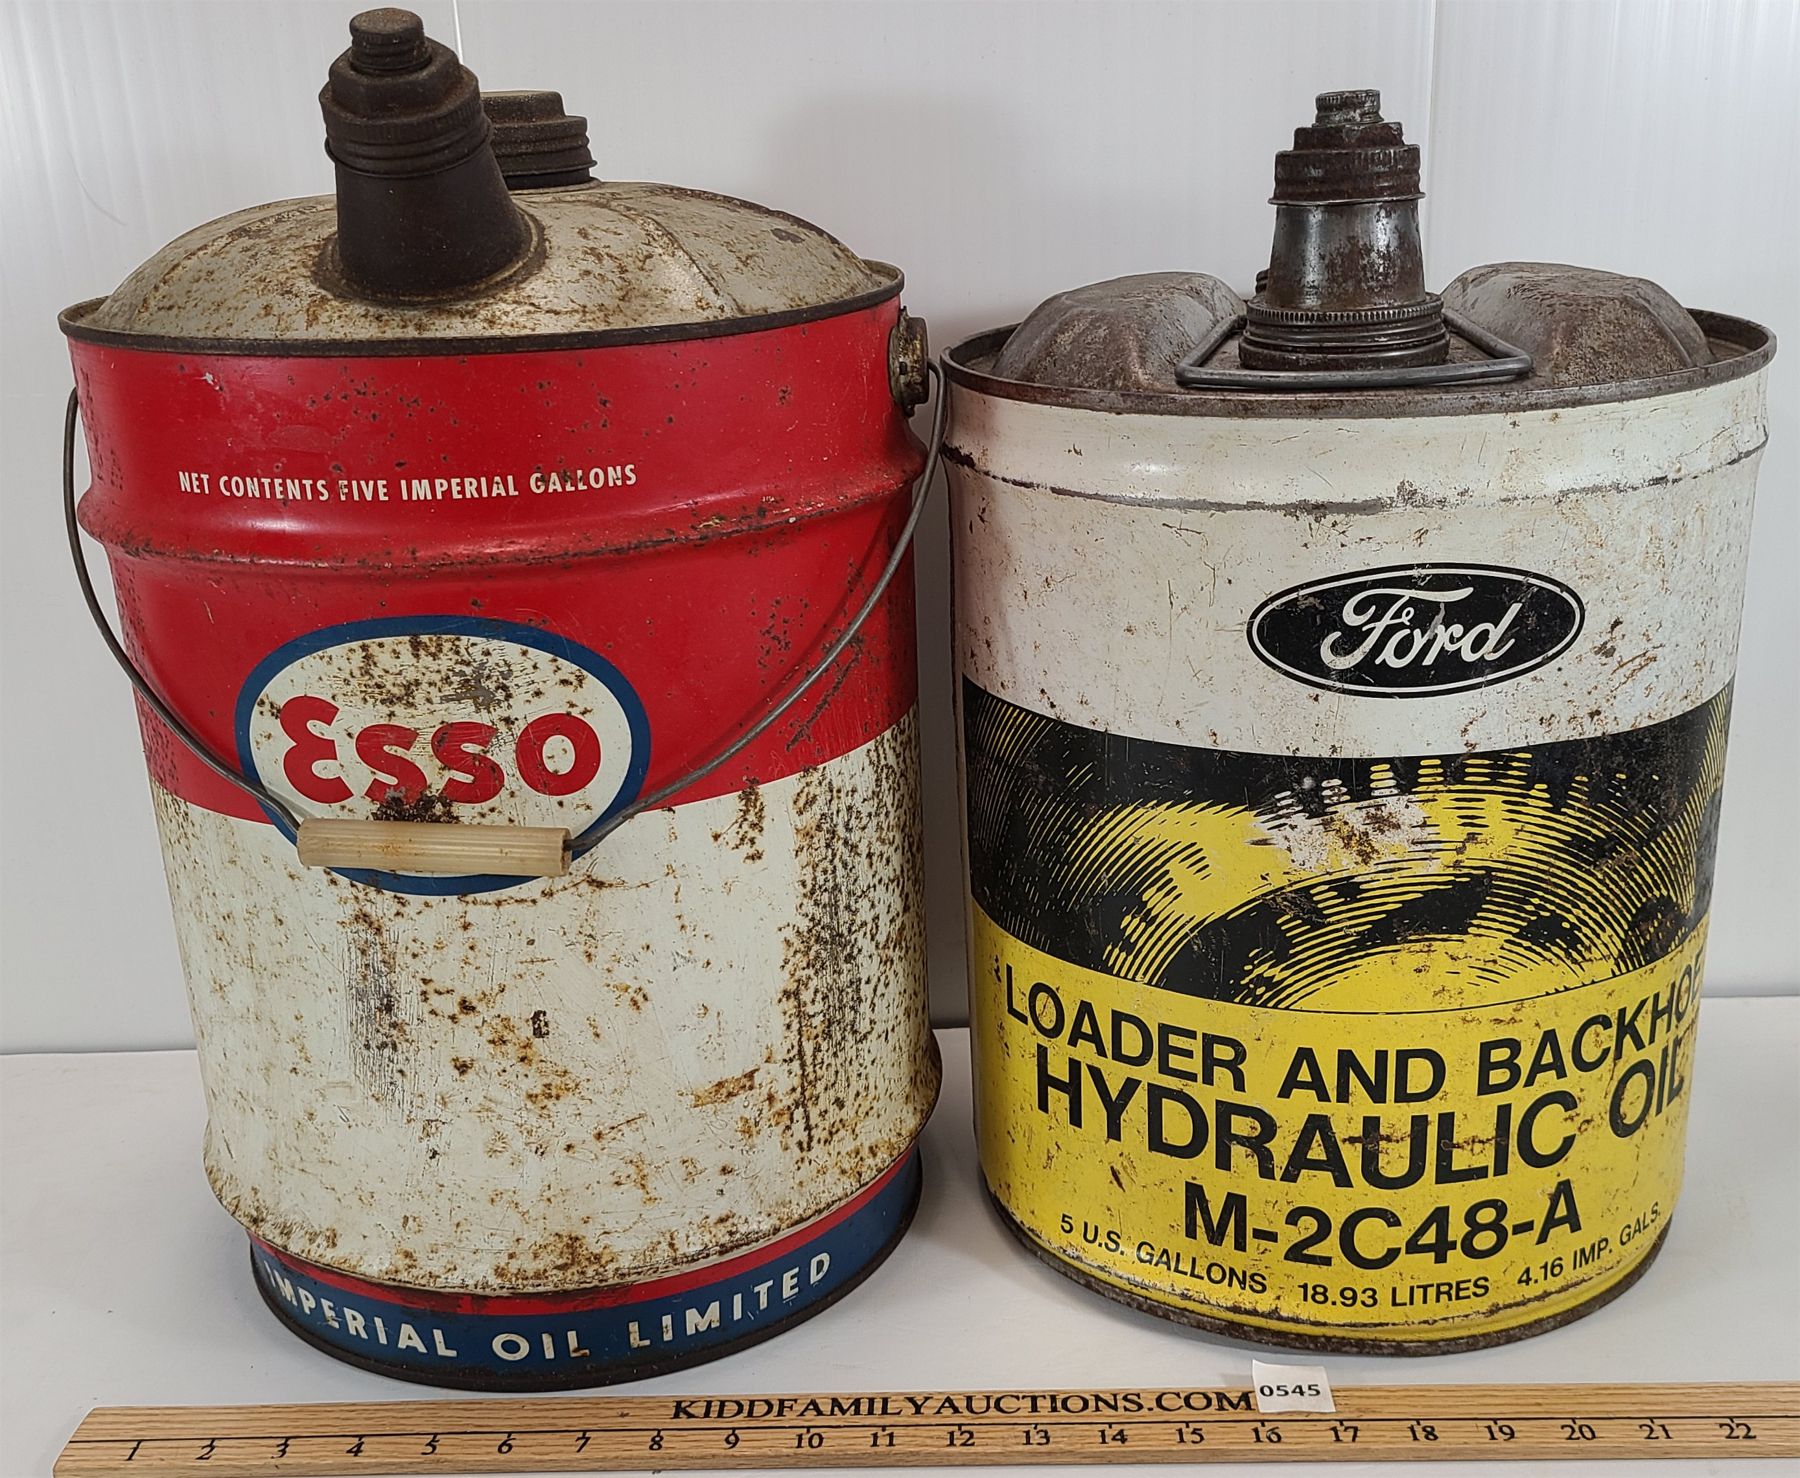 NET CONTENTS FIVE IMPERIAL GALLONS
Esso
IMPERIAL OIL LIMITED
Ford
LOADER AND BACKHOE
HYDRAULIC OIL
M-2C48-A
5 U.S. GALLONS 18.93 LITRES 4.16 IMP. GALS.
KIDDFAMILYAUCTIONS.COM 0545
1 2 3 4 5 6 7 8 9 10 11 12 13 14 15 16 17 18 19 20 21 22